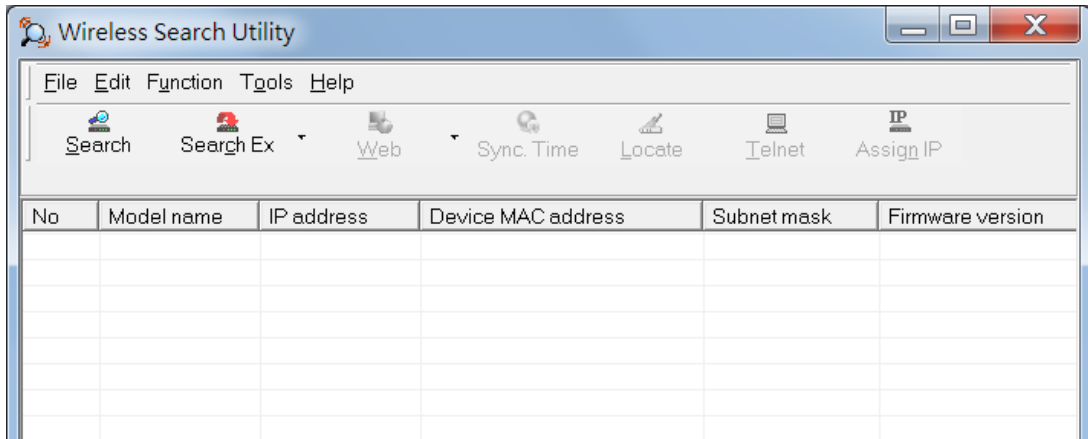 Wireless Search Utility
File Edit Function Tools Help
Search Search Ex Web Sync. Time Locate Telnet IP Assign IP
No Model name IP address Device MAC address Subnet mask Firmware version